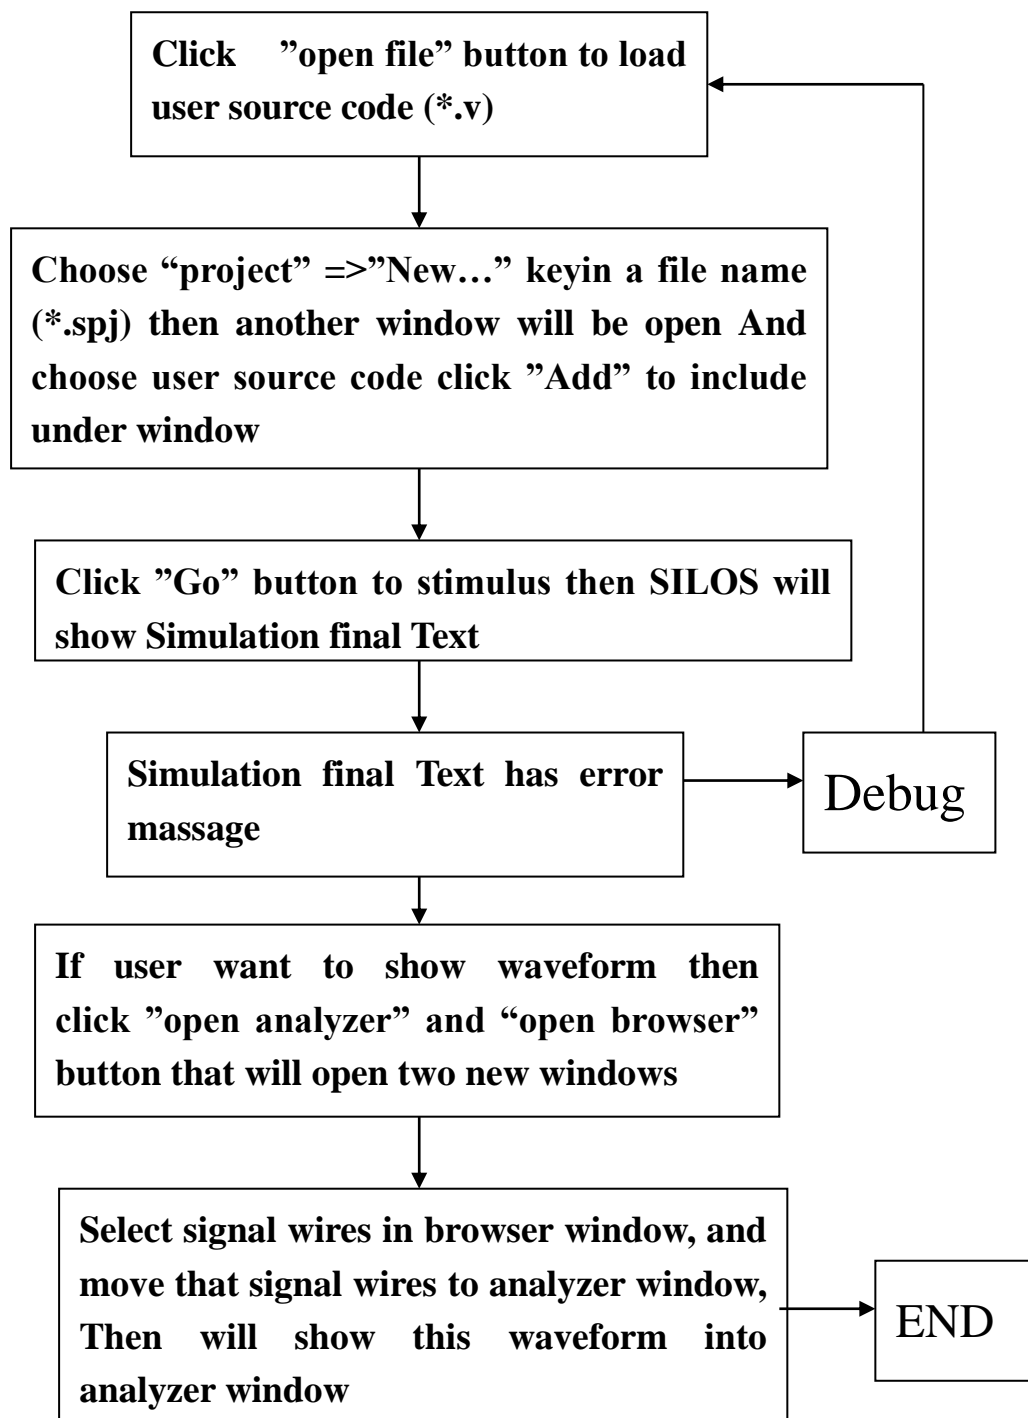 Click ”open file” button to load
user source code (*.v)
Choose “project” =>”New…” keyin a file name
(*.spj) then another window will be open And
choose user source code click ”Add” to include
under window
Click ”Go” button to stimulus then SILOS will
show Simulation final Text
Simulation final Text has error
massage
Debug
If user want to show waveform then
click ”open analyzer” and “open browser”
button that will open two new windows
Select signal wires in browser window, and
move that signal wires to analyzer window,
Then will show this waveform into
analyzer window
END